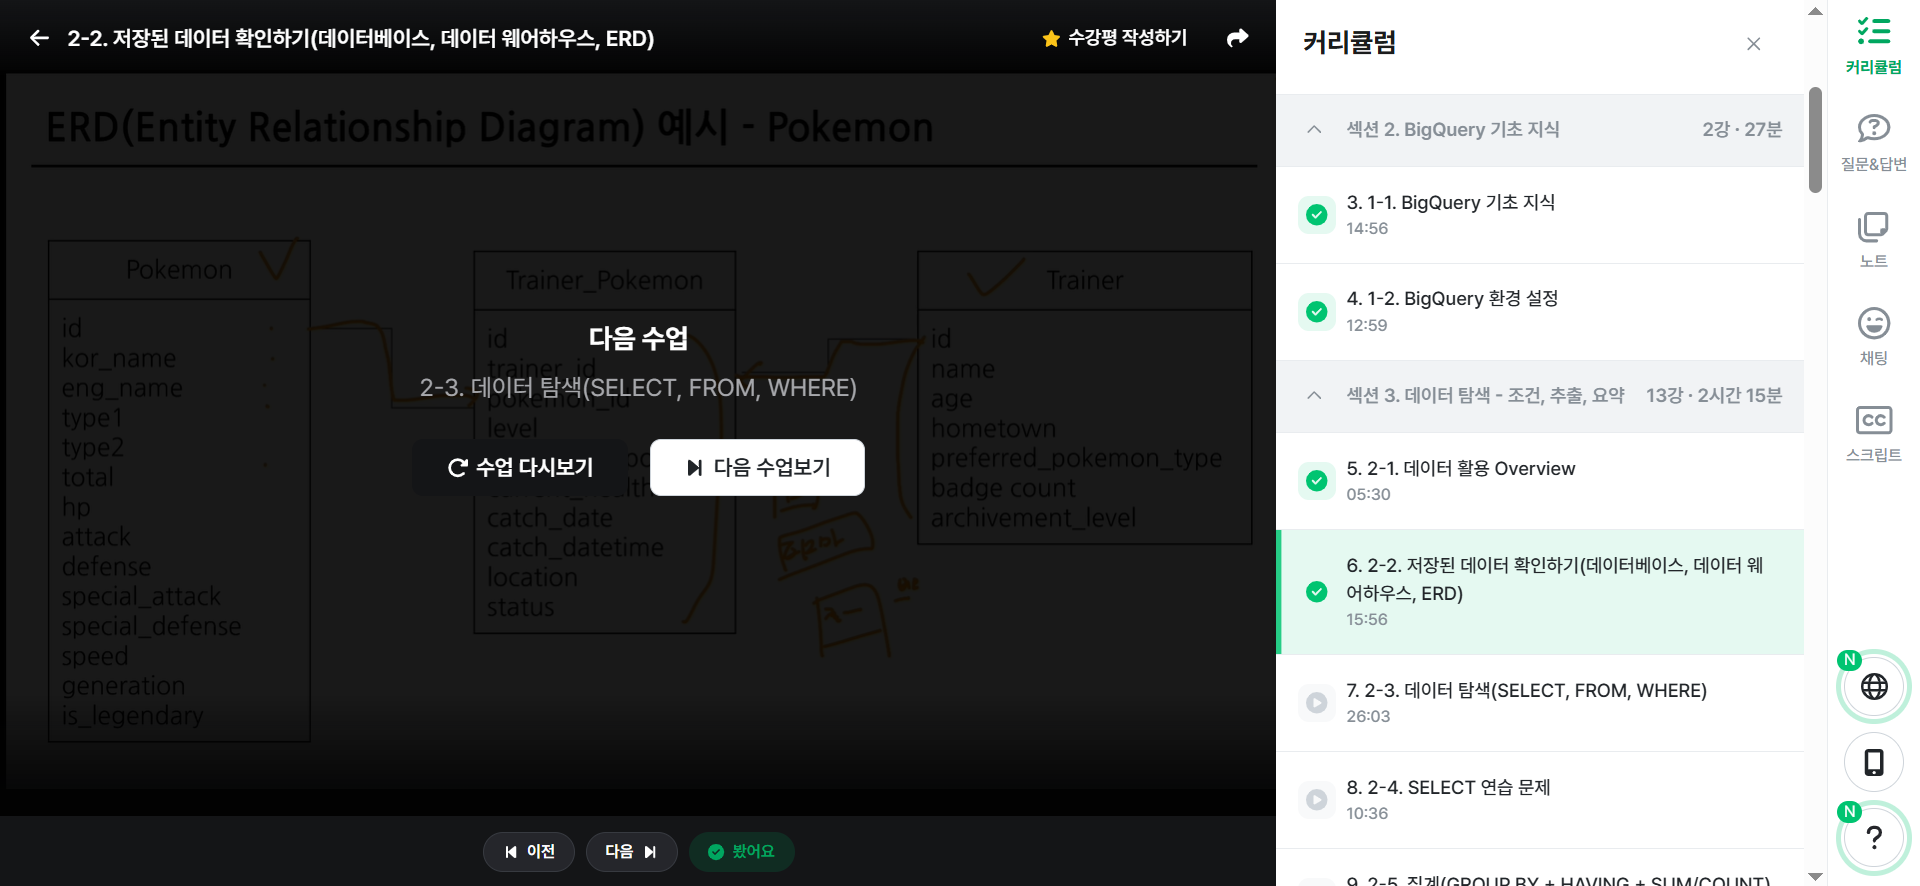 2-2. 저장된 데이터 확인하기(데이터베이스, 데이터 웨어하우스, ERD)
수강평 작성하기
ERD(Entity Relationship Diagram) 예시 - Pokemon
Pokemon
id
kor_name
eng_name
type1
type2
total
hp
attack
defense
special_attack
special_defense
speed
generation
is_legendary
Trainer_Pokemon
id
trainer_id
pokemon_id
level
catch_date
catch_datetime
location
status
Trainer
id
name
age
hometown
preferred_pokemon_type
badge count
archivement_level
다음 수업
2-3. 데이터 탐색(SELECT, FROM, WHERE)
수업 다시보기
다음 수업보기
이전
다음
봤어요
커리큘럼
섹션 2. BigQuery 기초 지식 2강 · 27분
3. 1-1. BigQuery 기초 지식
14:56
4. 1-2. BigQuery 환경 설정
12:59
섹션 3. 데이터 탐색 - 조건, 추출, 요약 13강 · 2시간 15분
5. 2-1. 데이터 활용 Overview
05:30
6. 2-2. 저장된 데이터 확인하기(데이터베이스, 데이터 웨
어하우스, ERD)
15:56
7. 2-3. 데이터 탐색(SELECT, FROM, WHERE)
26:03
8. 2-4. SELECT 연습 문제
10:36
9. 2-5. 집계(GROUP BY + HAVING + SUM/COUNT)
커리큘럼
질문&답변
노트
채팅
CC
스크립트
N
N
?